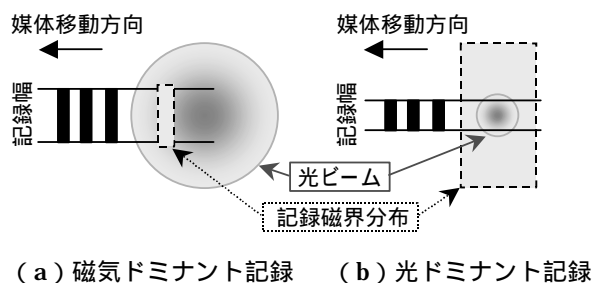 媒体移動方向
媒体移動方向
記録幅
記録幅
光ビーム
記録磁界分布
(a)磁気ドミナント記録
(b)光ドミナント記録